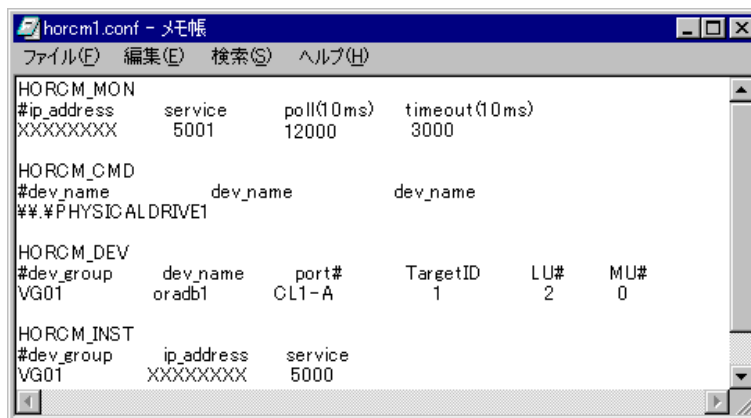 horcm1.conf - メモ帳
ファイル(F) 編集(E) 検索(S) ヘルプ(H)
HORCM_MON
#ip_address service poll(10ms) timeout(10ms)
XXXXXXXX 5001 12000 3000
HORCM_CMD
#dev_name dev_name dev_name
¥¥.¥PHYSICALDRIVE1
HORCM_DEV
#dev_group dev_name port# TargetID LU# MU#
VG01 oradb1 CL1-A 1 2 0
HORCM_INST
#dev_group ip_address service
VG01 XXXXXXXX 5000